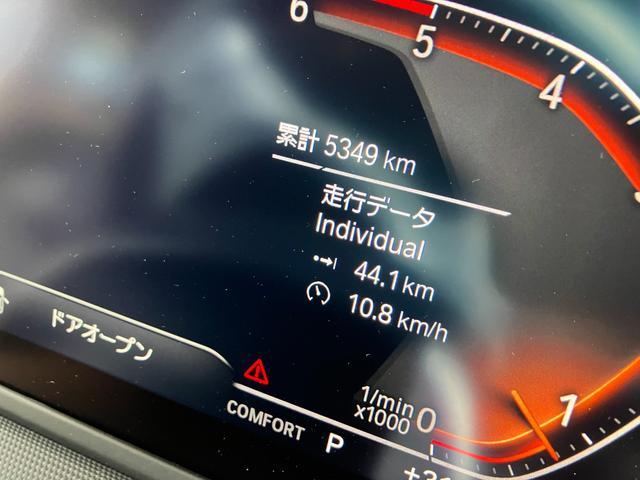 6
5
4
累計 5349 km
走行データ
Individual
44.1 km
10.8 km/h
ドアオープン
1/min
x1000
0
1
COMFORT P